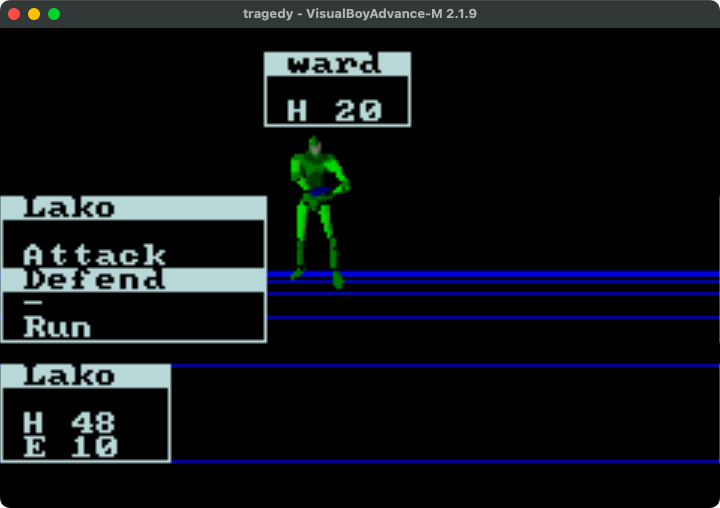 tragedy - VisualBoyAdvance-M 2.1.9
ward
H 20
Lako
Attack
Defend
—
Run
Lako
H 48
E 10